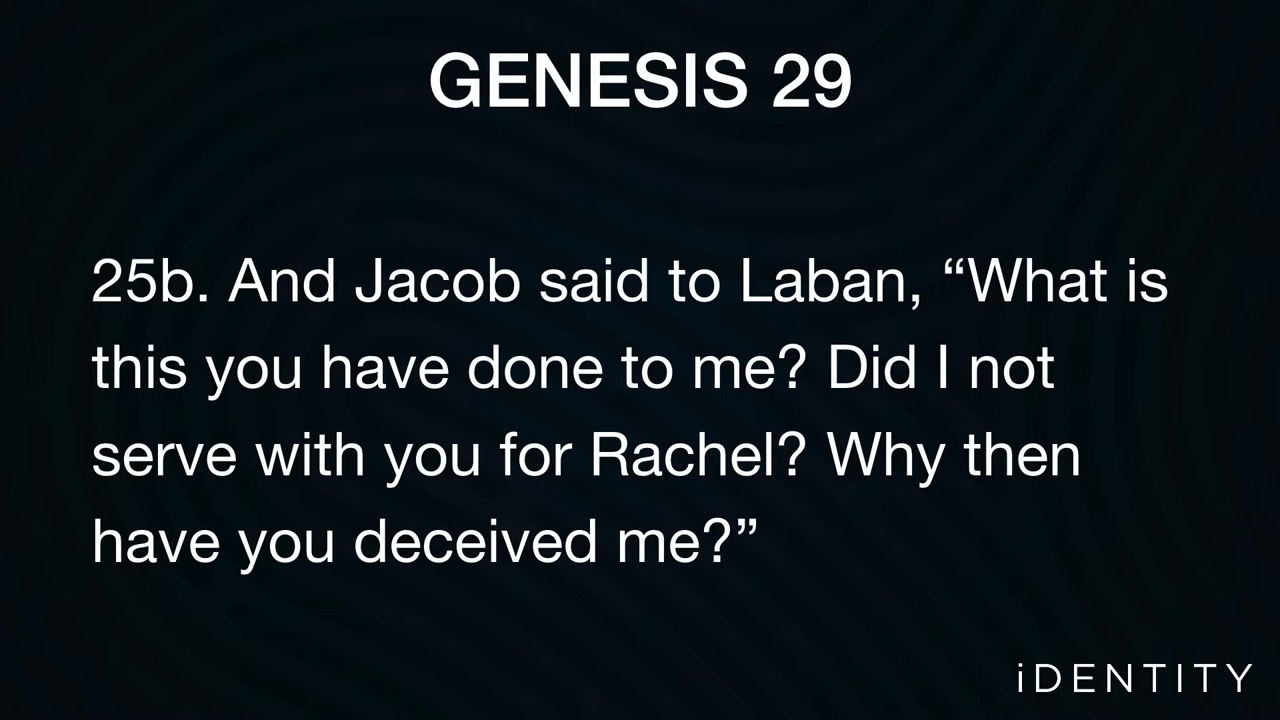 GENESIS 29
25b. And Jacob said to Laban, “What is
this you have done to me? Did I not
serve with you for Rachel? Why then
have you deceived me?”
iDENTITY